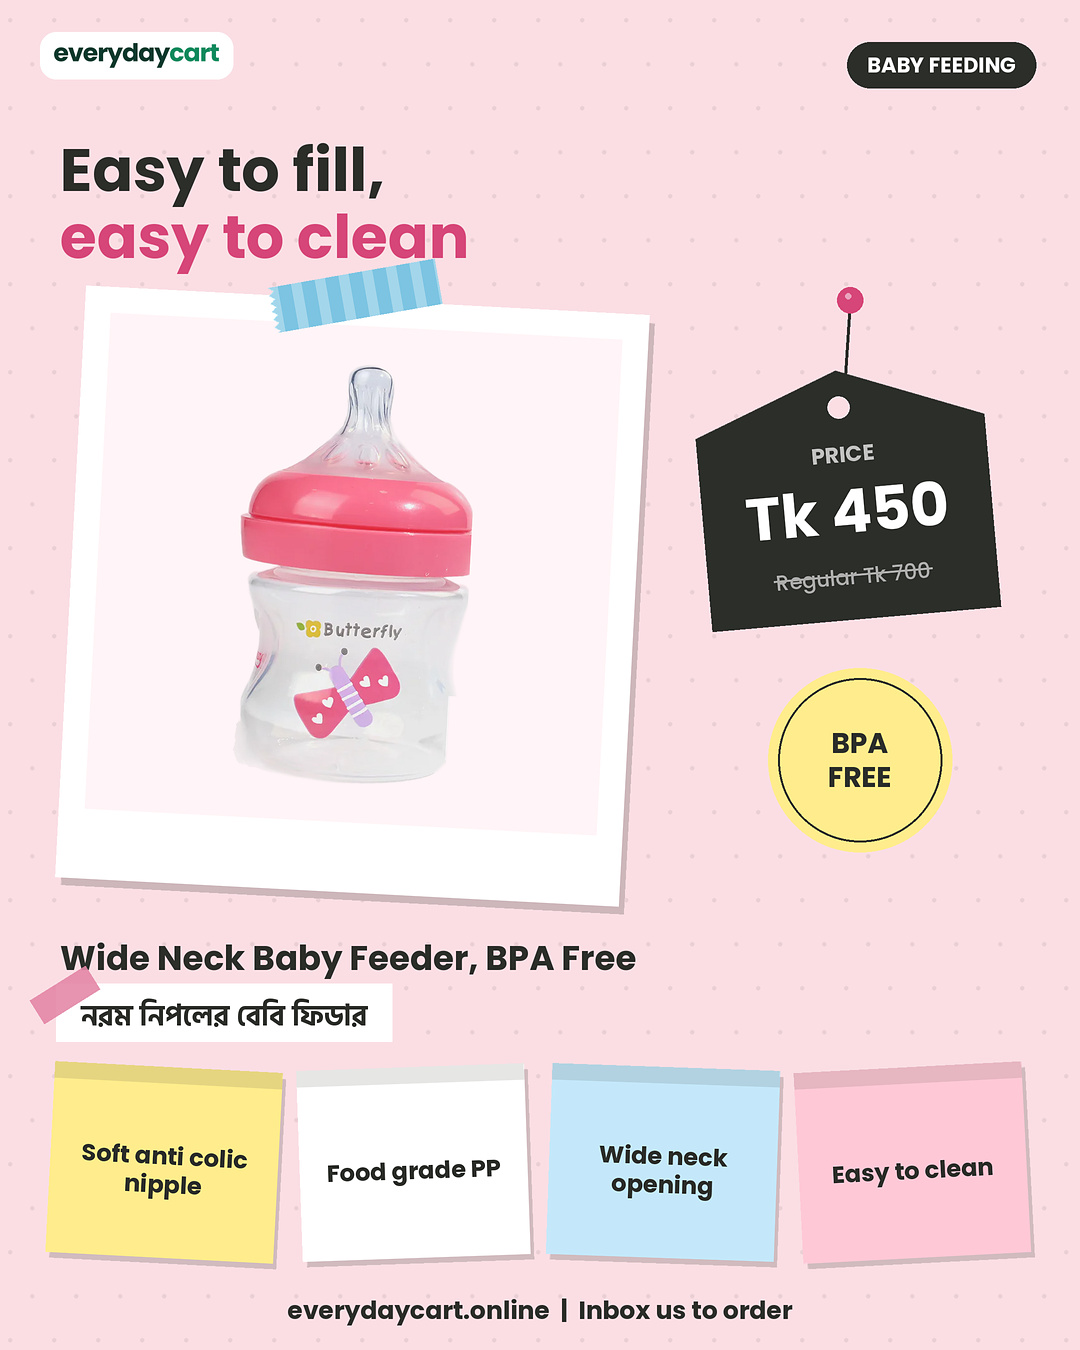 everydaycart
BABY FEEDING
Easy to fill,
easy to clean
PRICE
Tk 450
Regular Tk 700
Butterfly
BPA
FREE
Wide Neck Baby Feeder, BPA Free
নরম নিপলের বেবি ফিডার
Soft anti colic
nipple
Food grade PP
Wide neck
opening
Easy to clean
everydaycart.online | Inbox us to order